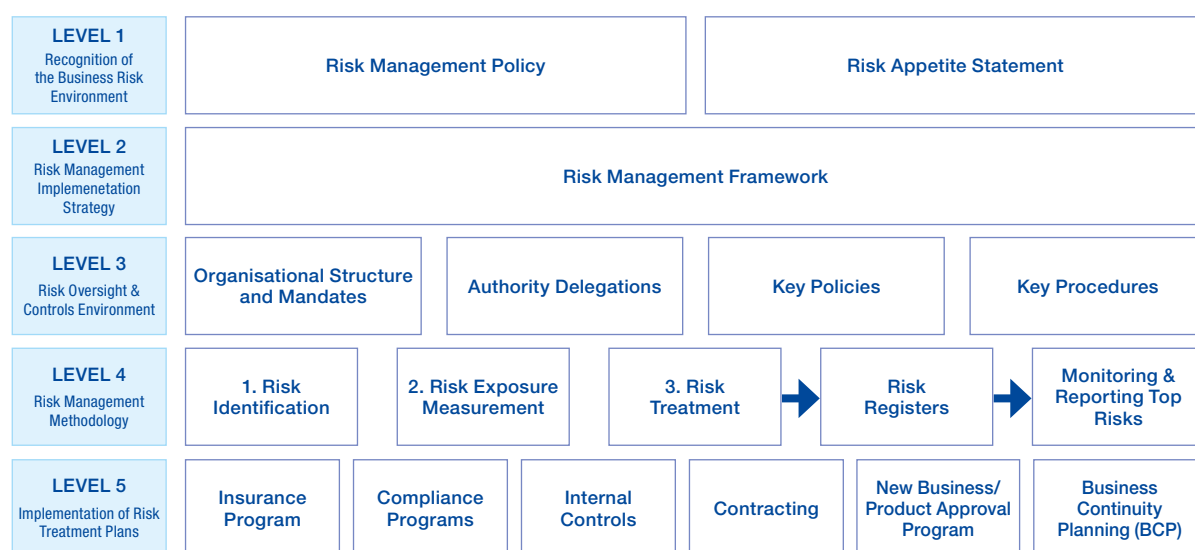 LEVEL 1
Recognition of
the Business Risk
Environment
Risk Management Policy
Risk Appetite Statement
LEVEL 2
Risk Management
Implemenetation
Strategy
Risk Management Framework
LEVEL 3
Risk Oversight &
Controls Environment
Organisational Structure
and Mandates
Authority Delegations
Key Policies
Key Procedures
LEVEL 4
Risk Management
Methodology
1. Risk
Identification
2. Risk Exposure
Measurement
3. Risk
Treatment
Risk
Registers
Monitoring &
Reporting Top
Risks
LEVEL 5
Implementation of Risk
Treatment Plans
Insurance
Program
Compliance
Programs
Internal
Controls
Contracting
New Business/
Product Approval
Program
Business
Continuity
Planning (BCP)